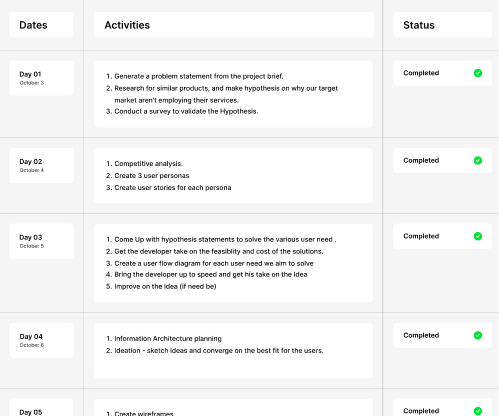 Dates
Activities
Status
Day 01
October 3
1. Generate a problem statement from the project brief.
2. Research for similar products, and make hypothesis on why our target
market aren't employing their services.
3. Conduct a survey to validate the Hypothesis.
Completed
Day 02
October 4
1. Competitive analysis.
2. Create 3 user personas
3. Create user stories for each persona
Completed
Day 03
October 5
1. Come Up with hypothesis statements to solve the various user need .
2. Get the developer take on the feasiblity and cost of the solutions.
3. Create a user flow diagram for each user need we aim to solve
4. Bring the developer up to speed and get his take on the Idea
5. Improve on the idea (if need be)
Completed
Day 04
October 6
1. Information Architecture planning
2. Ideation - sketch ideas and converge on the best fit for the users.
Completed
Day 05
1. Create wireframes
Completed